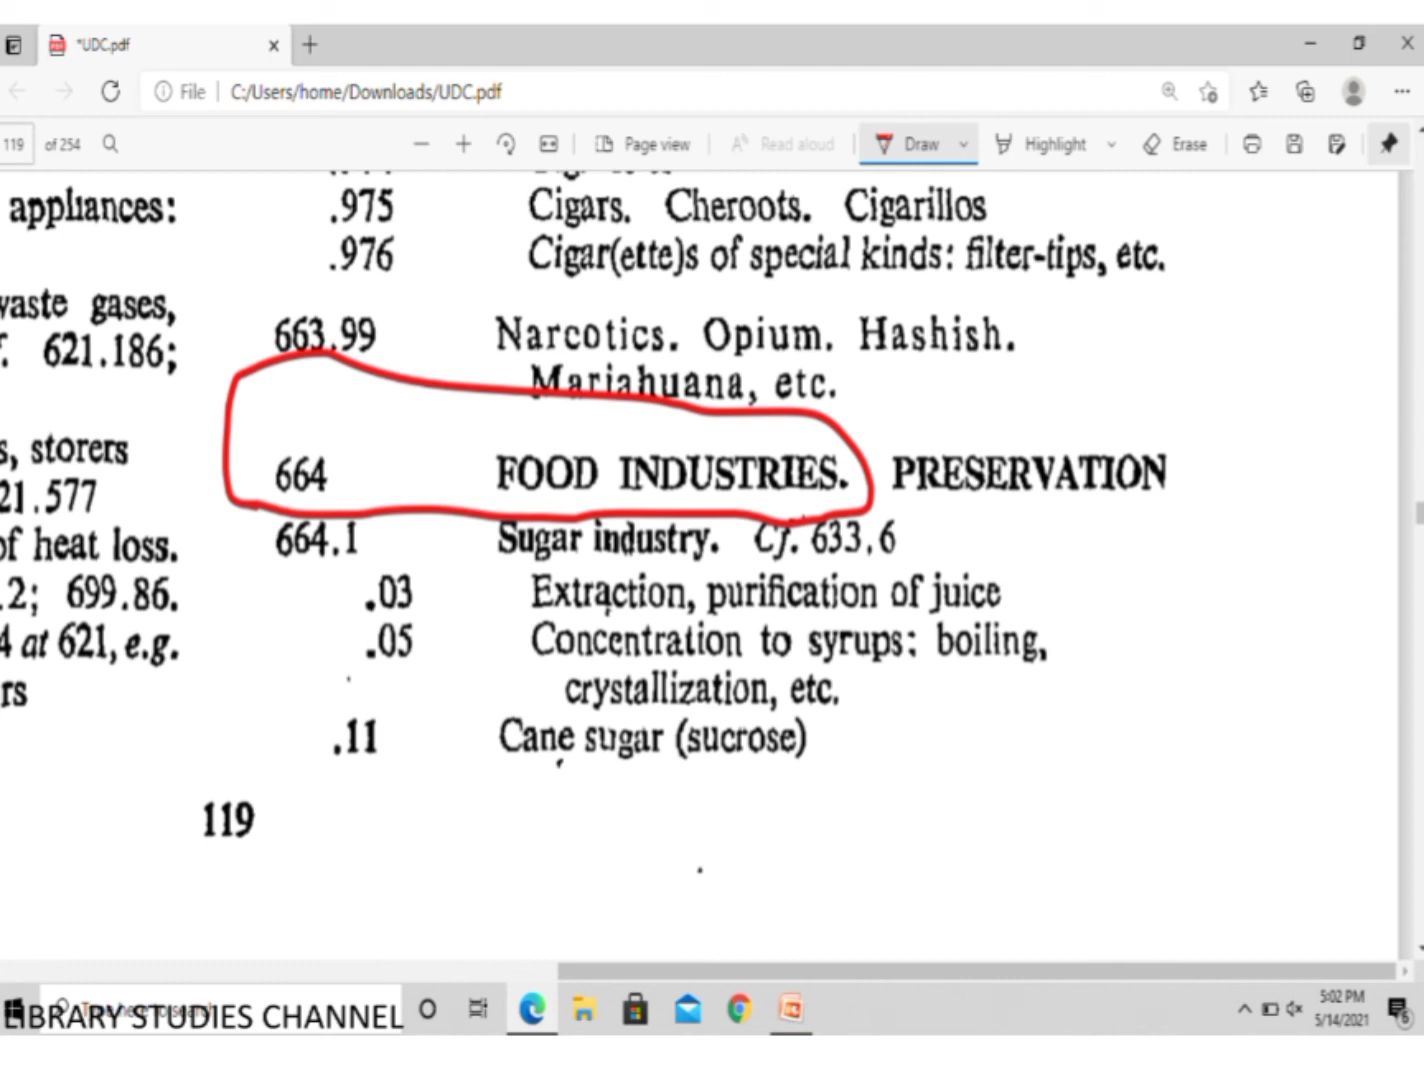 *UDC.pdf
File | C:/Users/home/Downloads/UDC.pdf
119 of 254 Page view Read aloud Draw Highlight Erase
appliances:
waste gases,
621.186;
s, storers
21.577
of heat loss.
.2; 699.86.
4 at 621, e.g.
rs
.975 Cigars. Cheroots. Cigarillos
.976 Cigar(ette)s of special kinds: filter-tips, etc.
663.99 Narcotics. Opium. Hashish.
Mariahuana, etc.
664 FOOD INDUSTRIES. PRESERVATION
664.1 Sugar industry. Cf. 633.6
.03 Extraction, purification of juice
.05 Concentration to syrups: boiling,
crystallization, etc.
.11 Cane sugar (sucrose)
119
LIBRARY STUDIES CHANNEL
5:02 PM
5/14/2021